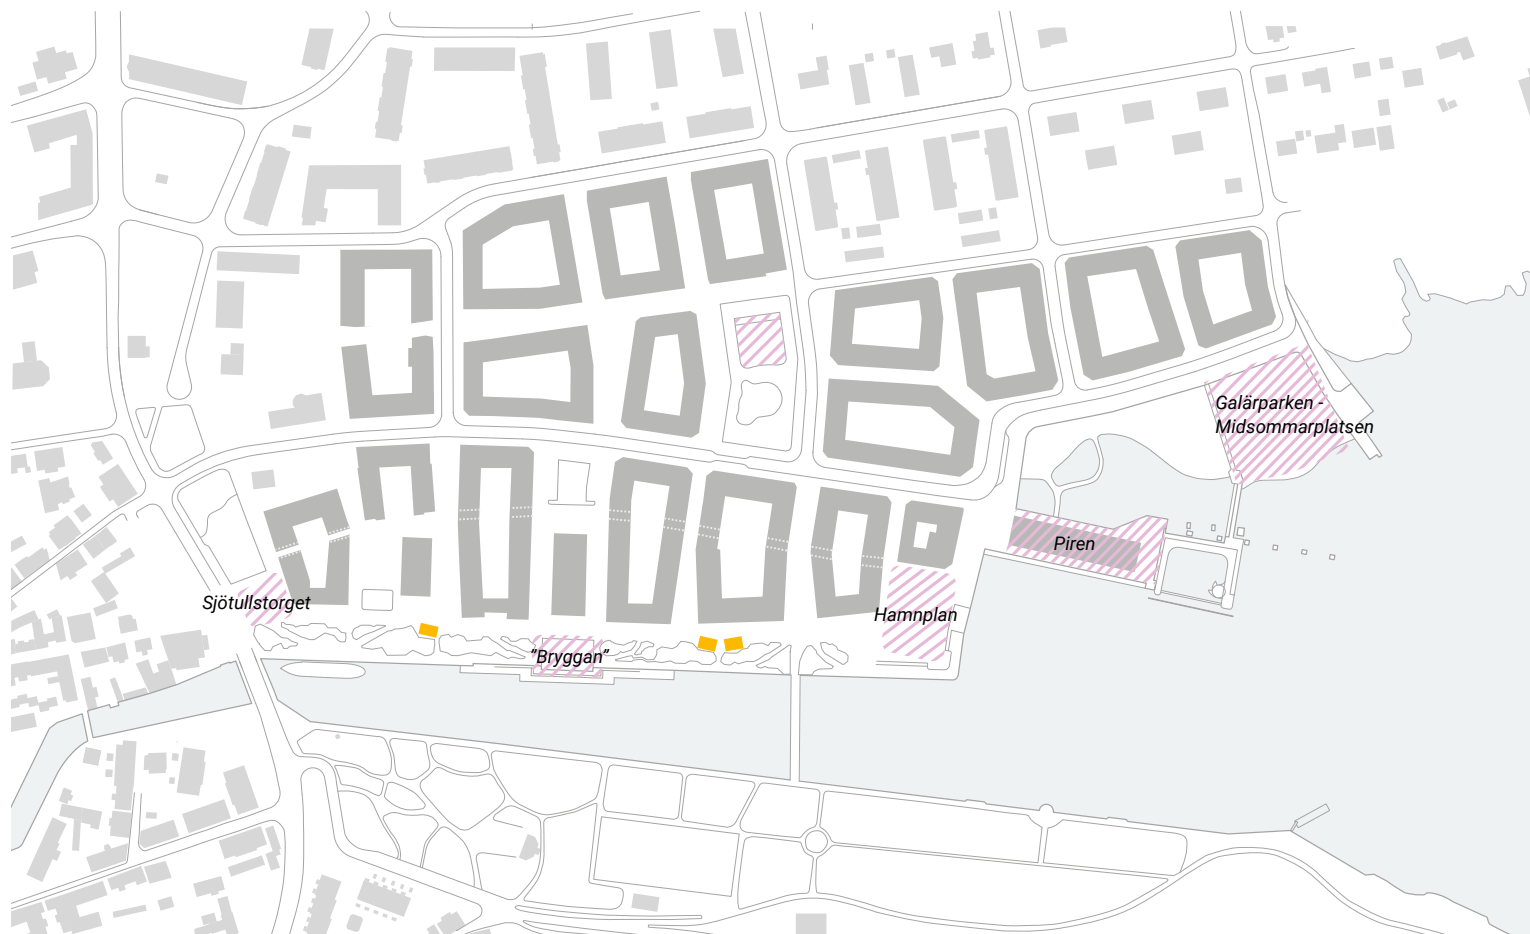 Galärparken -
Midsommarplatsen
Piren
Sjötullstorget
Hamnplan
”Bryggan”